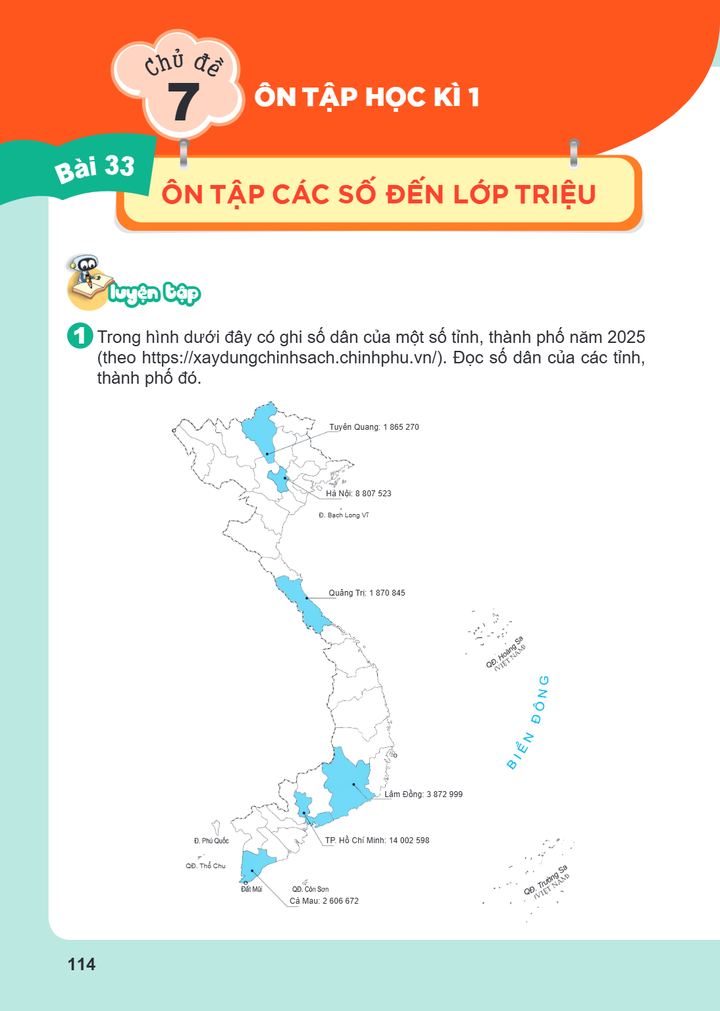 Chủ đề
7
ÔN TẬP HỌC KÌ 1
Bài 33
ÔN TẬP CÁC SỐ ĐẾN LỚP TRIỆU
Luyện tập
1 Trong hình dưới đây có ghi số dân của một số tỉnh, thành phố năm 2025
(theo https://xaydungchinhsach.chinhphu.vn/). Đọc số dân của các tỉnh,
thành phố đó.
Tuyên Quang: 1 865 270
Hà Nội: 8 807 523
Đ. Bạch Long Vĩ
Quảng Trị: 1 870 845
QĐ. Hoàng Sa
(VIỆT NAM)
BIỂN ĐÔNG
Lâm Đồng: 3 872 999
TP. Hồ Chí Minh: 14 002 598
Đ. Phú Quốc
QĐ. Thổ Chu
Đất Mũi
QĐ. Côn Sơn
Cà Mau: 2 606 672
QĐ. Trường Sa
(VIỆT NAM)
114